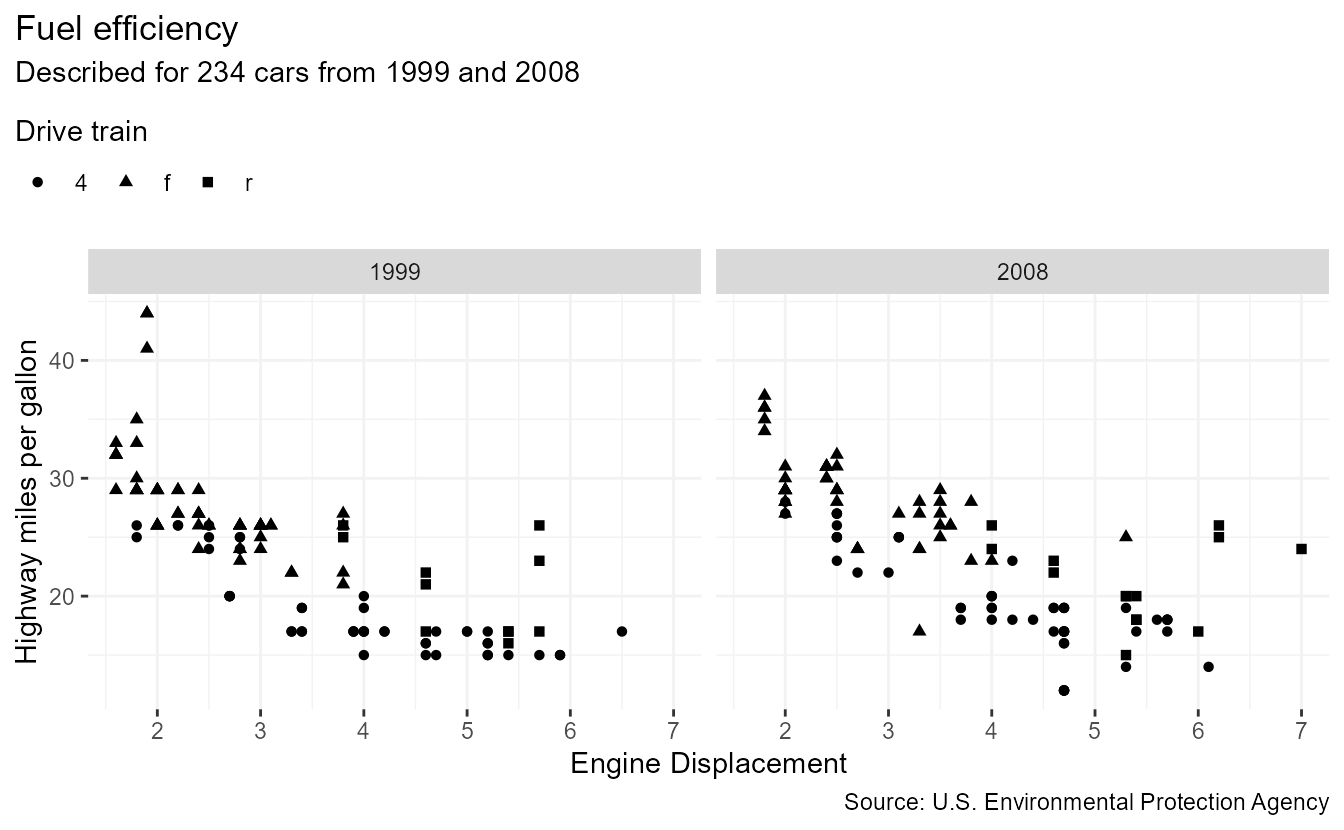 Fuel efficiency
Described for 234 cars from 1999 and 2008
Drive train
4 f r
1999 2008
Highway miles per gallon
40
30
20
2 3 4 5 6 7 2 3 4 5 6 7
Engine Displacement
Source: U.S. Environmental Protection Agency